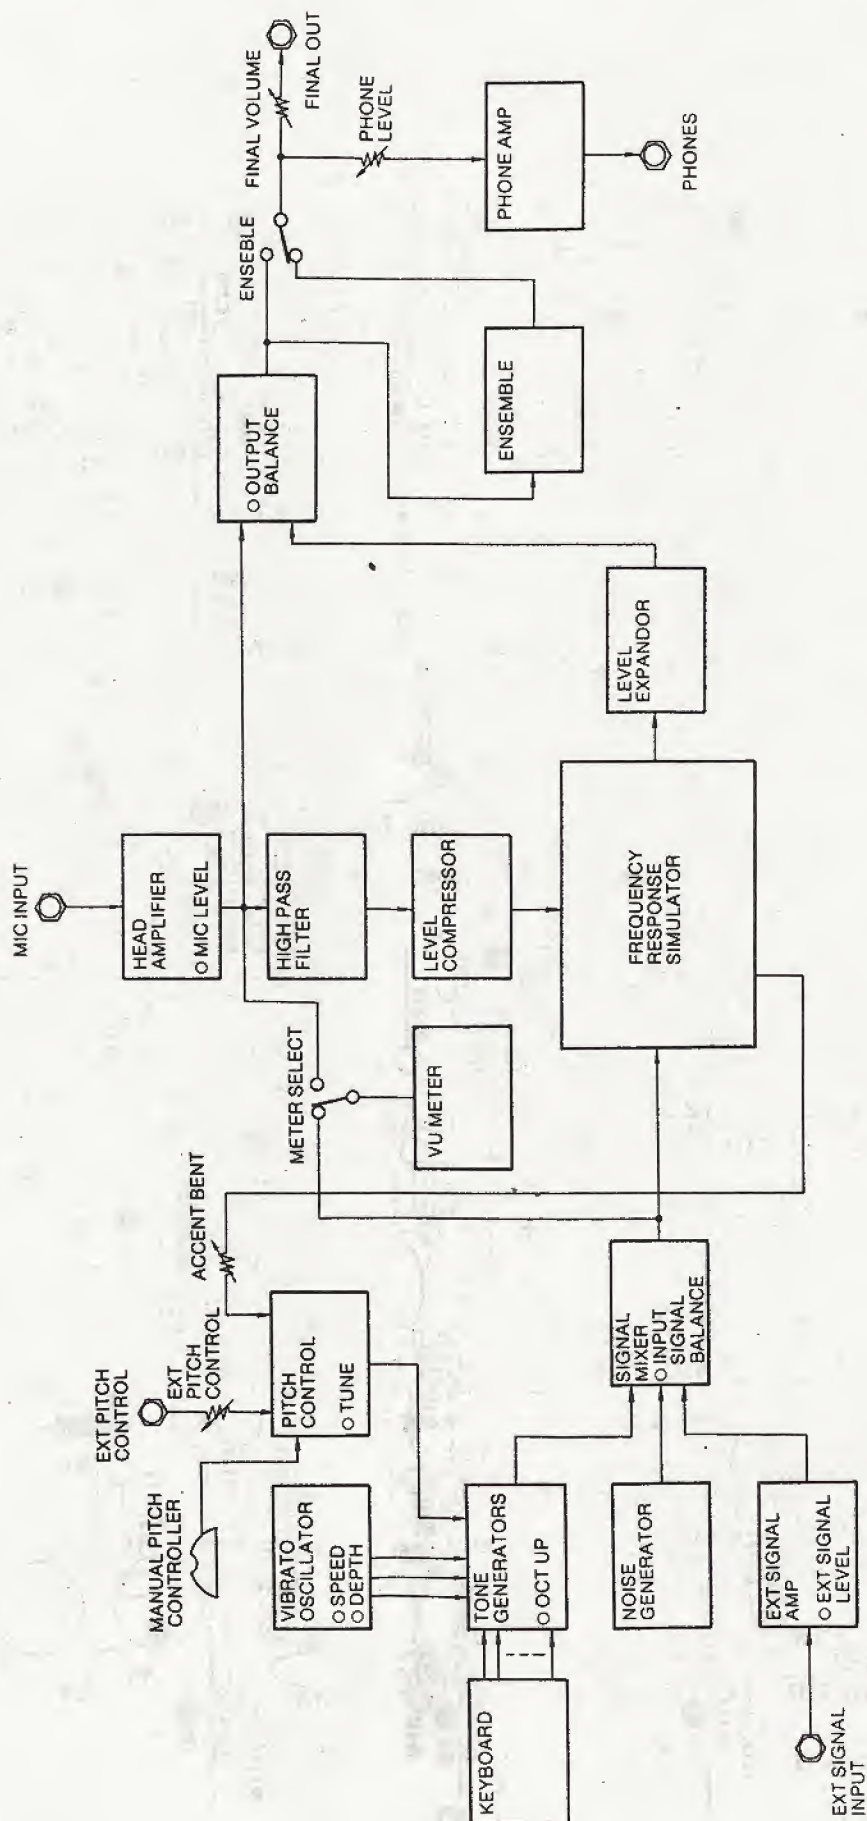 MIC INPUT
EXT PITCH
CONTROL
EXT
PITCH
CONTROL
ACCENT BENT
METER SELECT
MANUAL PITCH
CONTROLLER
PITCH
CONTROL
○ TUNE
HEAD
AMPLIFIER
○ MIC LEVEL
VIBRATO
OSCILLATOR
○ SPEED
○ DEPTH
VU METER
HIGH PASS
FILTER
LEVEL
COMPRESSOR
○ OUTPUT
BALANCE
ENSEBLE
FINAL VOLUME
FINAL OUT
PHONE
LEVEL
KEYBOARD
TONE
GENERATORS
○ OCT UP
NOISE
GENERATOR
EXT SIGNAL
AMP
○ EXT SIGNAL
LEVEL
EXT SIGNAL
INPUT
SIGNAL
MIXER
○ INPUT
SIGNAL
BALANCE
FREQUENCY
RESPONSE
SIMULATOR
LEVEL
EXPANDOR
ENSEMBLE
PHONE AMP
PHONES